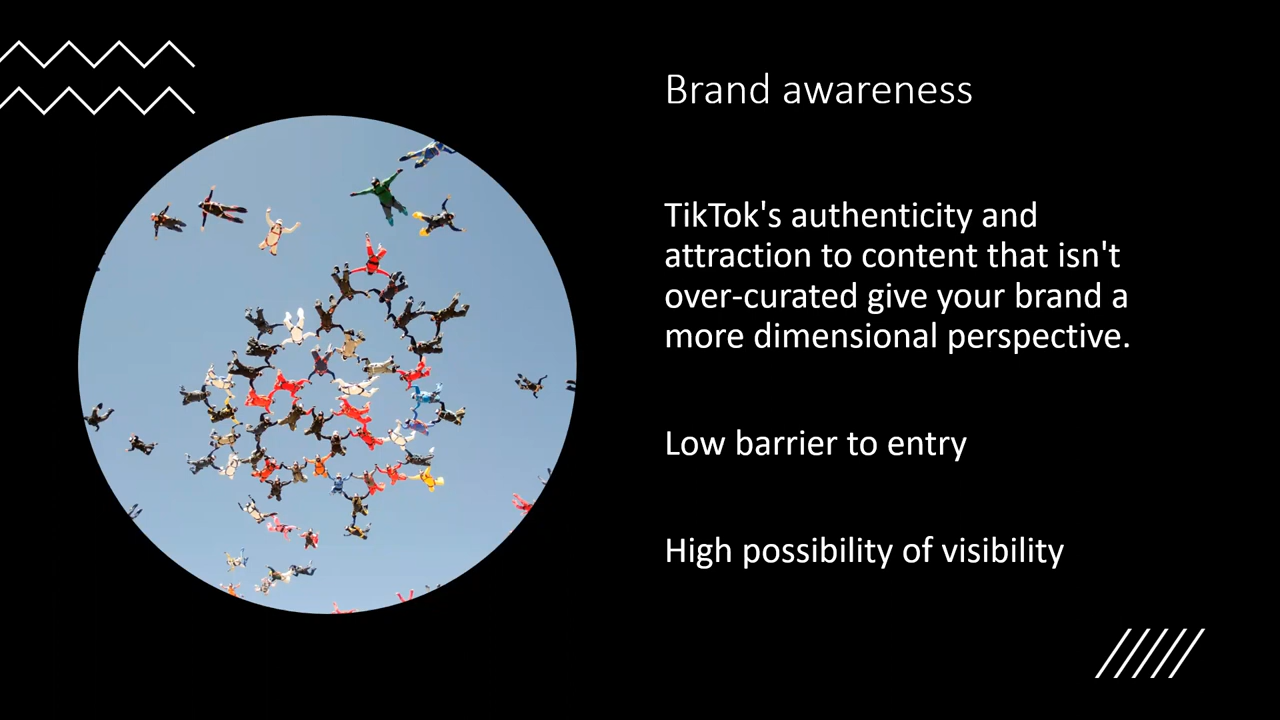 Brand awareness
TikTok's authenticity and
attraction to content that isn't
over-curated give your brand a
more dimensional perspective.
Low barrier to entry
High possibility of visibility